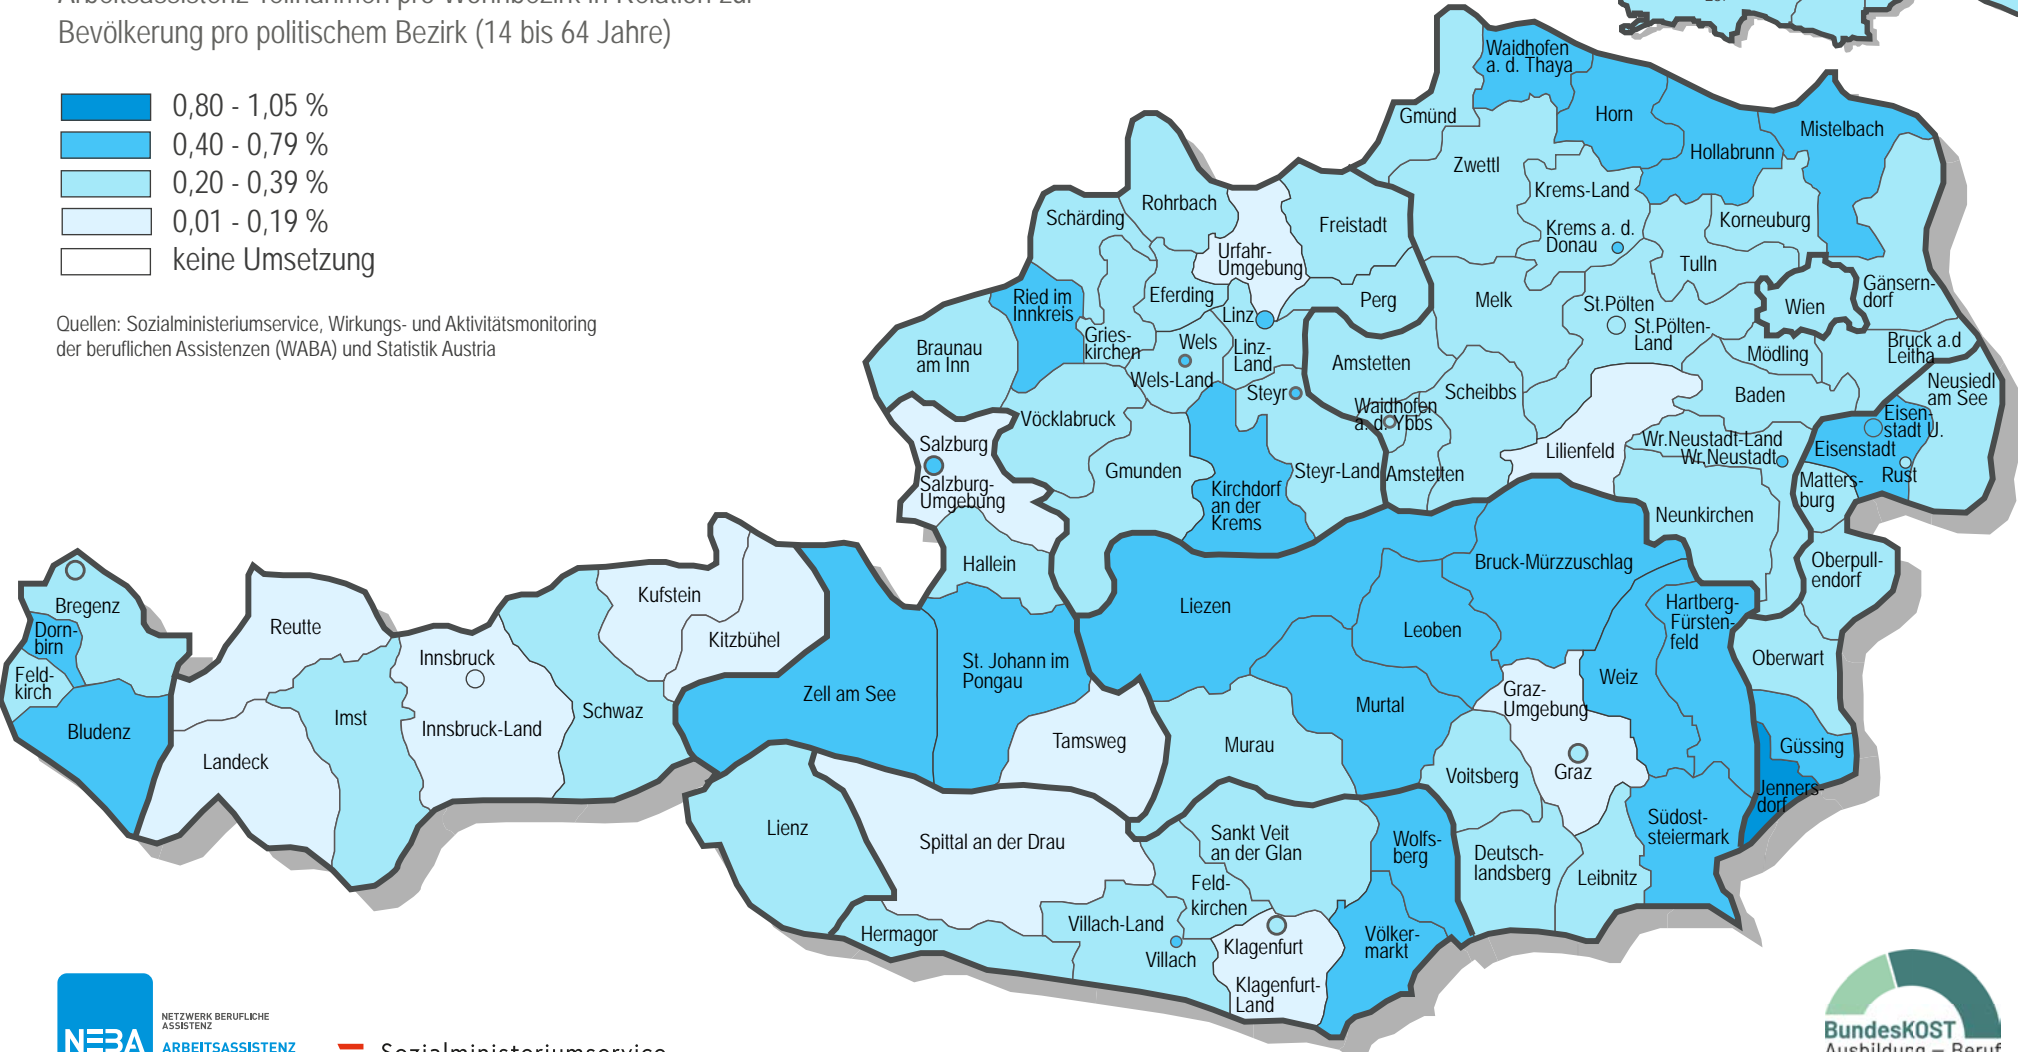 Arbeitsassistenz-Teilnahmen pro Wohnbezirk in Relation zur
Bevölkerung pro politischem Bezirk (14 bis 64 Jahre)
0,80 - 1,05 %
0,40 - 0,79 %
0,20 - 0,39 %
0,01 - 0,19 %
keine Umsetzung
Quellen: Sozialministeriumservice, Wirkungs- und Aktivitätsmonitoring
der beruflichen Assistenzen (WABA) und Statistik Austria
Waidhofen
a. d. Thaya
Gmünd
Horn
Mistelbach
Hollabrunn
Zwettl
Krems-Land
Krems a. d.
Donau
Korneuburg
Tulln
Gänsern-
dorf
Wien
Rohrbach
Schärding
Freistadt
Urfahr-
Umgebung
Eferding
Perg
Melk
St.Pölten
St.Pölten-
Land
Ried im
Innkreis
Linz
Gries-
kirchen
Wels
Linz-
Land
Wels-Land
Braunau
am Inn
Amstetten
Mödling
Bruck a.d
Leitha
Steyr
Scheibbs
Baden
Neusiedl
am See
Waidhofen
a. d. Ybbs
Vöcklabruck
Eisen-
stadt U.
Eisenstadt
Rust
Wr.Neustadt-Land
Wr.Neustadt
Lilienfeld
Salzburg
Salzburg-
Umgebung
Gmunden
Kirchdorf
an der
Krems
Steyr-Land
Amstetten
Matters-
burg
Neunkirchen
Hallein
Bruck-Mürzzuschlag
Oberpull-
endorf
Bregenz
Dorn-
birn
Feld-
kirch
Bludenz
Reutte
Innsbruck
Innsbruck-Land
Imst
Landeck
Schwaz
Kufstein
Kitzbühel
Zell am See
St. Johann im
Pongau
Tamsweg
Liezen
Leoben
Hartberg-
Fürsten-
feld
Oberwart
Weiz
Graz-
Umgebung
Murtal
Murau
Voitsberg
Graz
Güssing
Jenners-
dorf
Südost-
steiermark
Lienz
Spittal an der Drau
Sankt Veit
an der Glan
Wolfs-
berg
Deutsch-
landsberg
Leibnitz
Feld-
kirchen
Hermagor
Villach-Land
Villach
Klagenfurt
Klagenfurt-
Land
Völker-
markt
NEBA
NETZWERK BERUFLICHE
ASSISTENZ
ARBEITSASSISTENZ
Sozialministeriumservice
BundesKOST
Ausbildung – Beruf